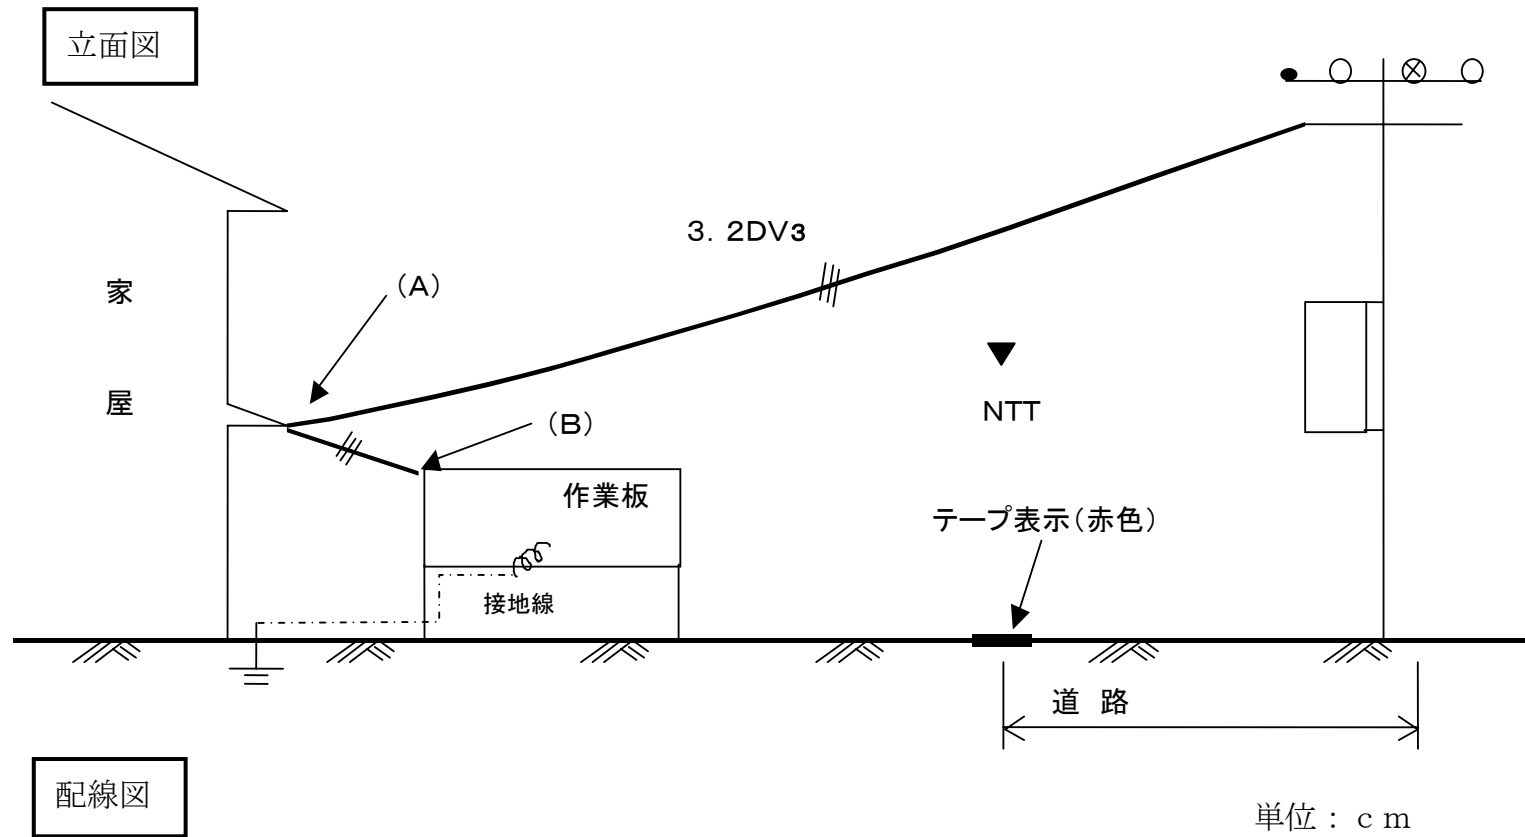 立面図
3. 2DV3
(A)
家
屋
(B)
NTT
作業板
テープ表示(赤色)
接地線
道 路
配線図
単位：cm